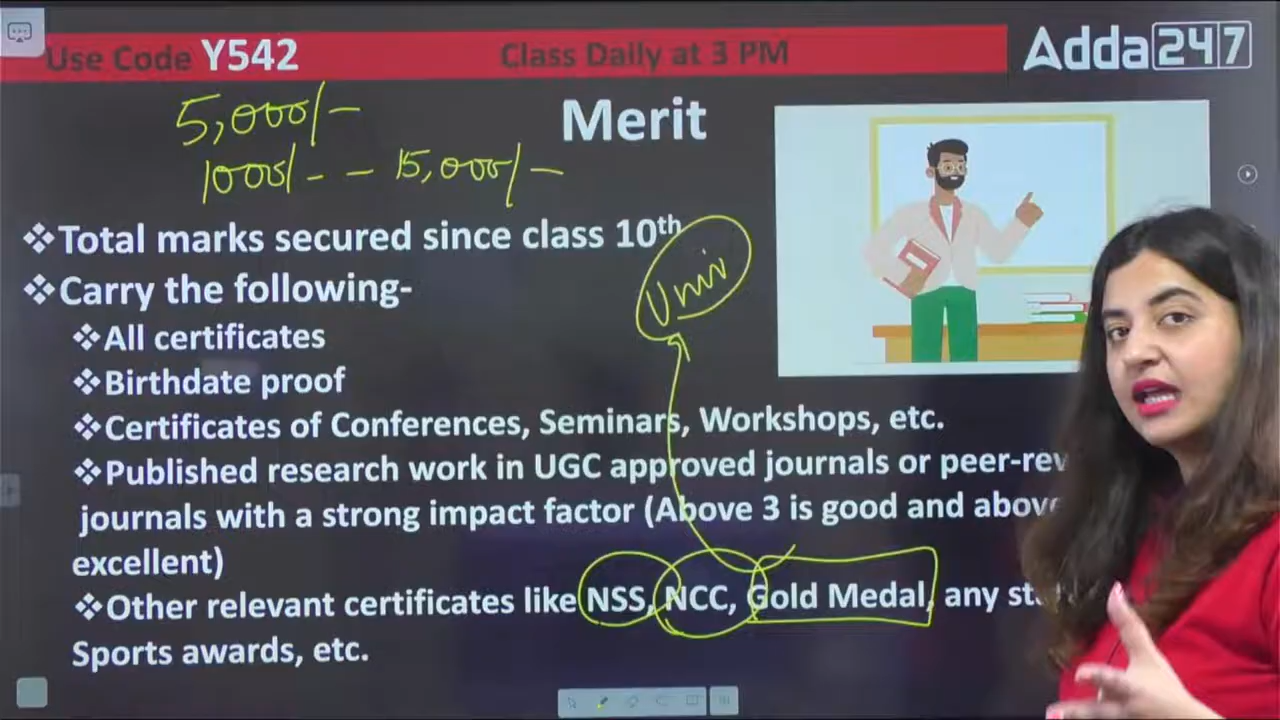 Use Code Y542
Class Daily at 3 PM
Adda247
5,000/-
1000/- - 15,000/-
Merit
❖Total marks secured since class 10th
Univ
❖Carry the following-
❖All certificates
❖Birthdate proof
❖Certificates of Conferences, Seminars, Workshops, etc.
❖Published research work in UGC approved journals or peer-rev
journals with a strong impact factor (Above 3 is good and above
excellent)
❖Other relevant certificates like NSS, NCC, Gold Medal, any
Sports awards, etc.